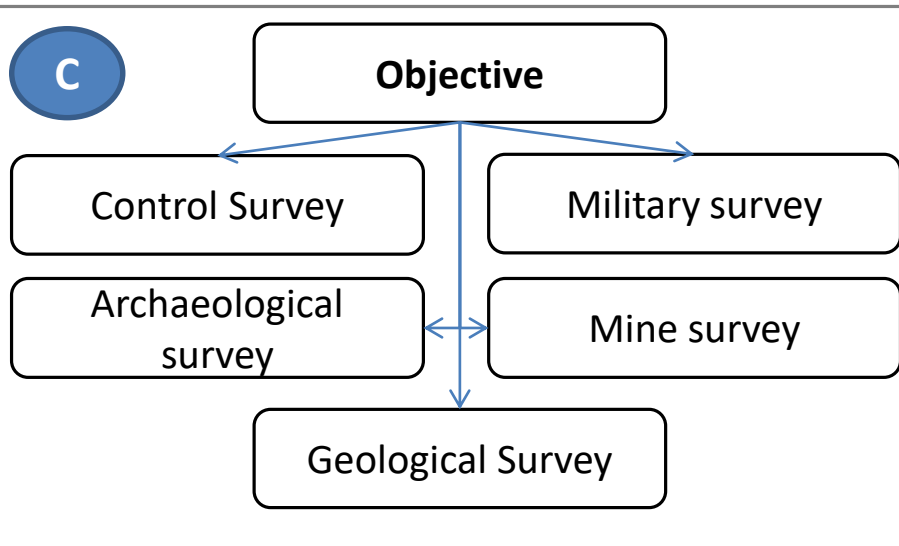 C
Objective
Control Survey
Military survey
Archaeological
survey
Mine survey
Geological Survey